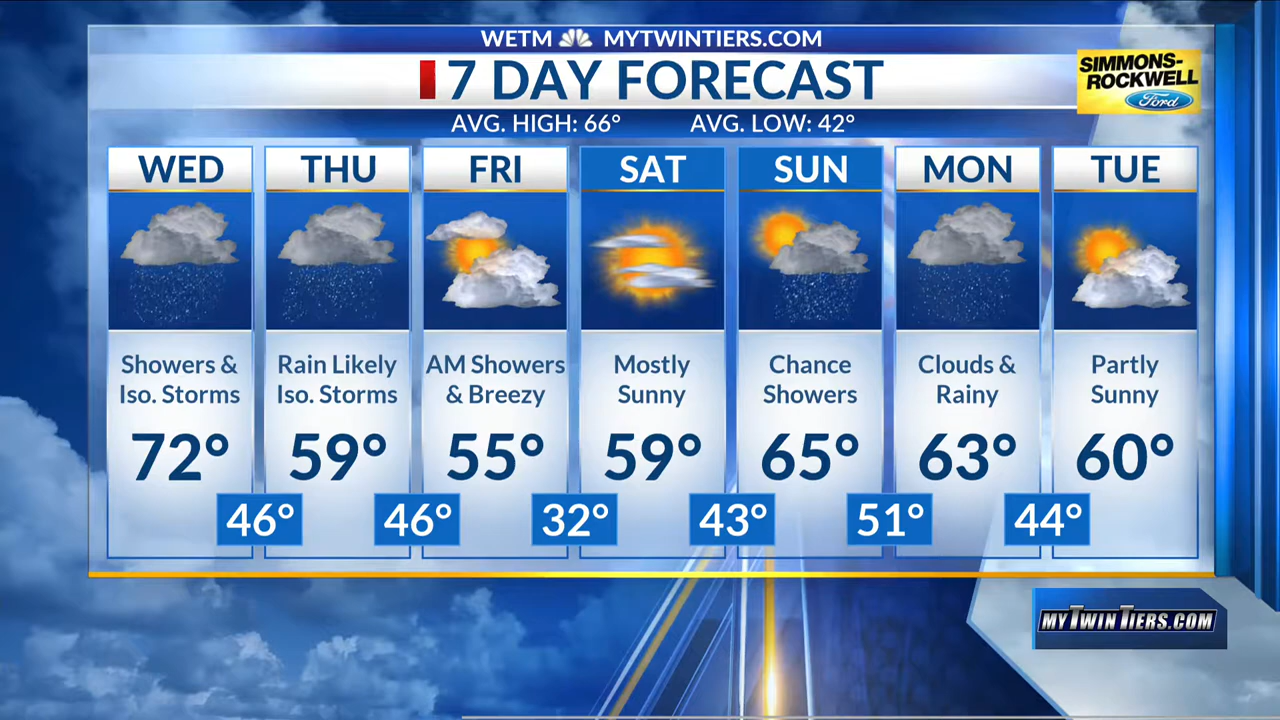 WETM MYTWINTIERS.COM
7 DAY FORECAST
SIMMONS-
ROCKWELL
Ford
AVG. HIGH: 66° AVG. LOW: 42°
WED THU FRI SAT SUN MON TUE
Showers & Rain Likely AM Showers Mostly Chance Clouds & Partly
Iso. Storms Iso. Storms & Breezy Sunny Showers Rainy Sunny
72° 59° 55° 59° 65° 63° 60°
46° 46° 32° 43° 51° 44°
MYTWINTIERS.COM